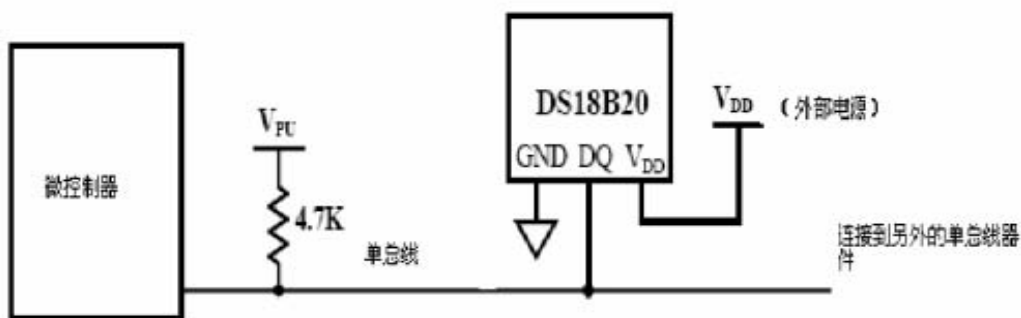 DS18B20
VDD （外部电源）
VPU
GND DQ VDD
微控制器
4.7K
单总线
连接到另外的单总线器
件